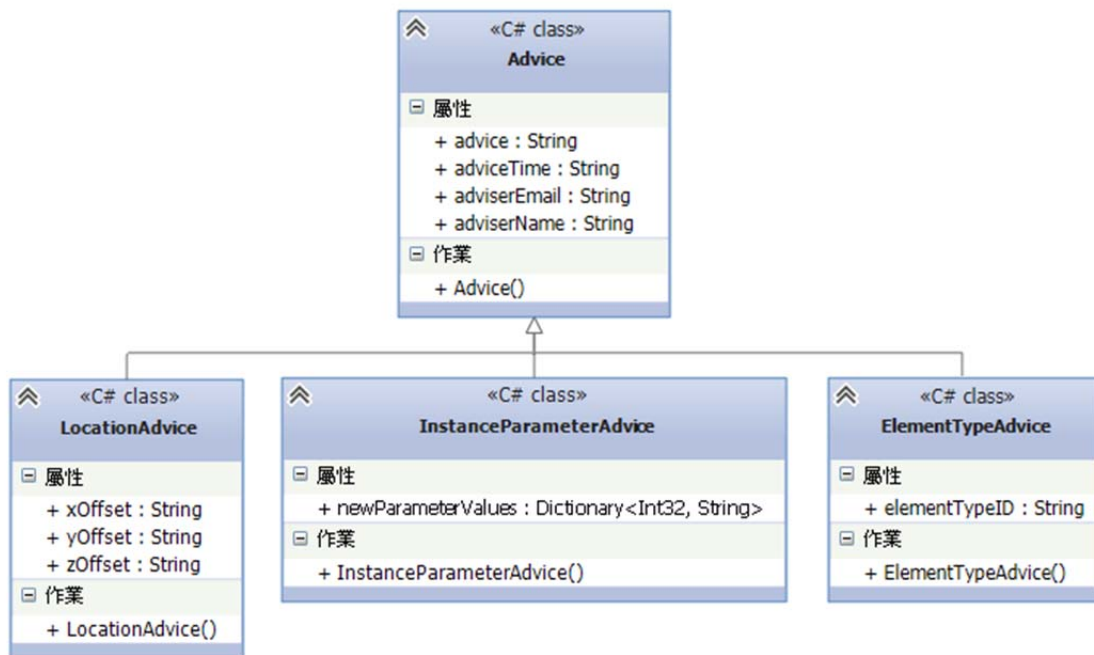 «C# class»
Advice
屬性
+ advice : String
+ adviceTime : String
+ adviserEmail : String
+ adviserName : String
作業
+ Advice()
«C# class»
LocationAdvice
屬性
+ xOffset : String
+ yOffset : String
+ zOffset : String
作業
+ LocationAdvice()
«C# class»
InstanceParameterAdvice
屬性
+ newParameterValues : Dictionary<Int32, String>
作業
+ InstanceParameterAdvice()
«C# class»
ElementTypeAdvice
屬性
+ elementTypeID : String
作業
+ ElementTypeAdvice()